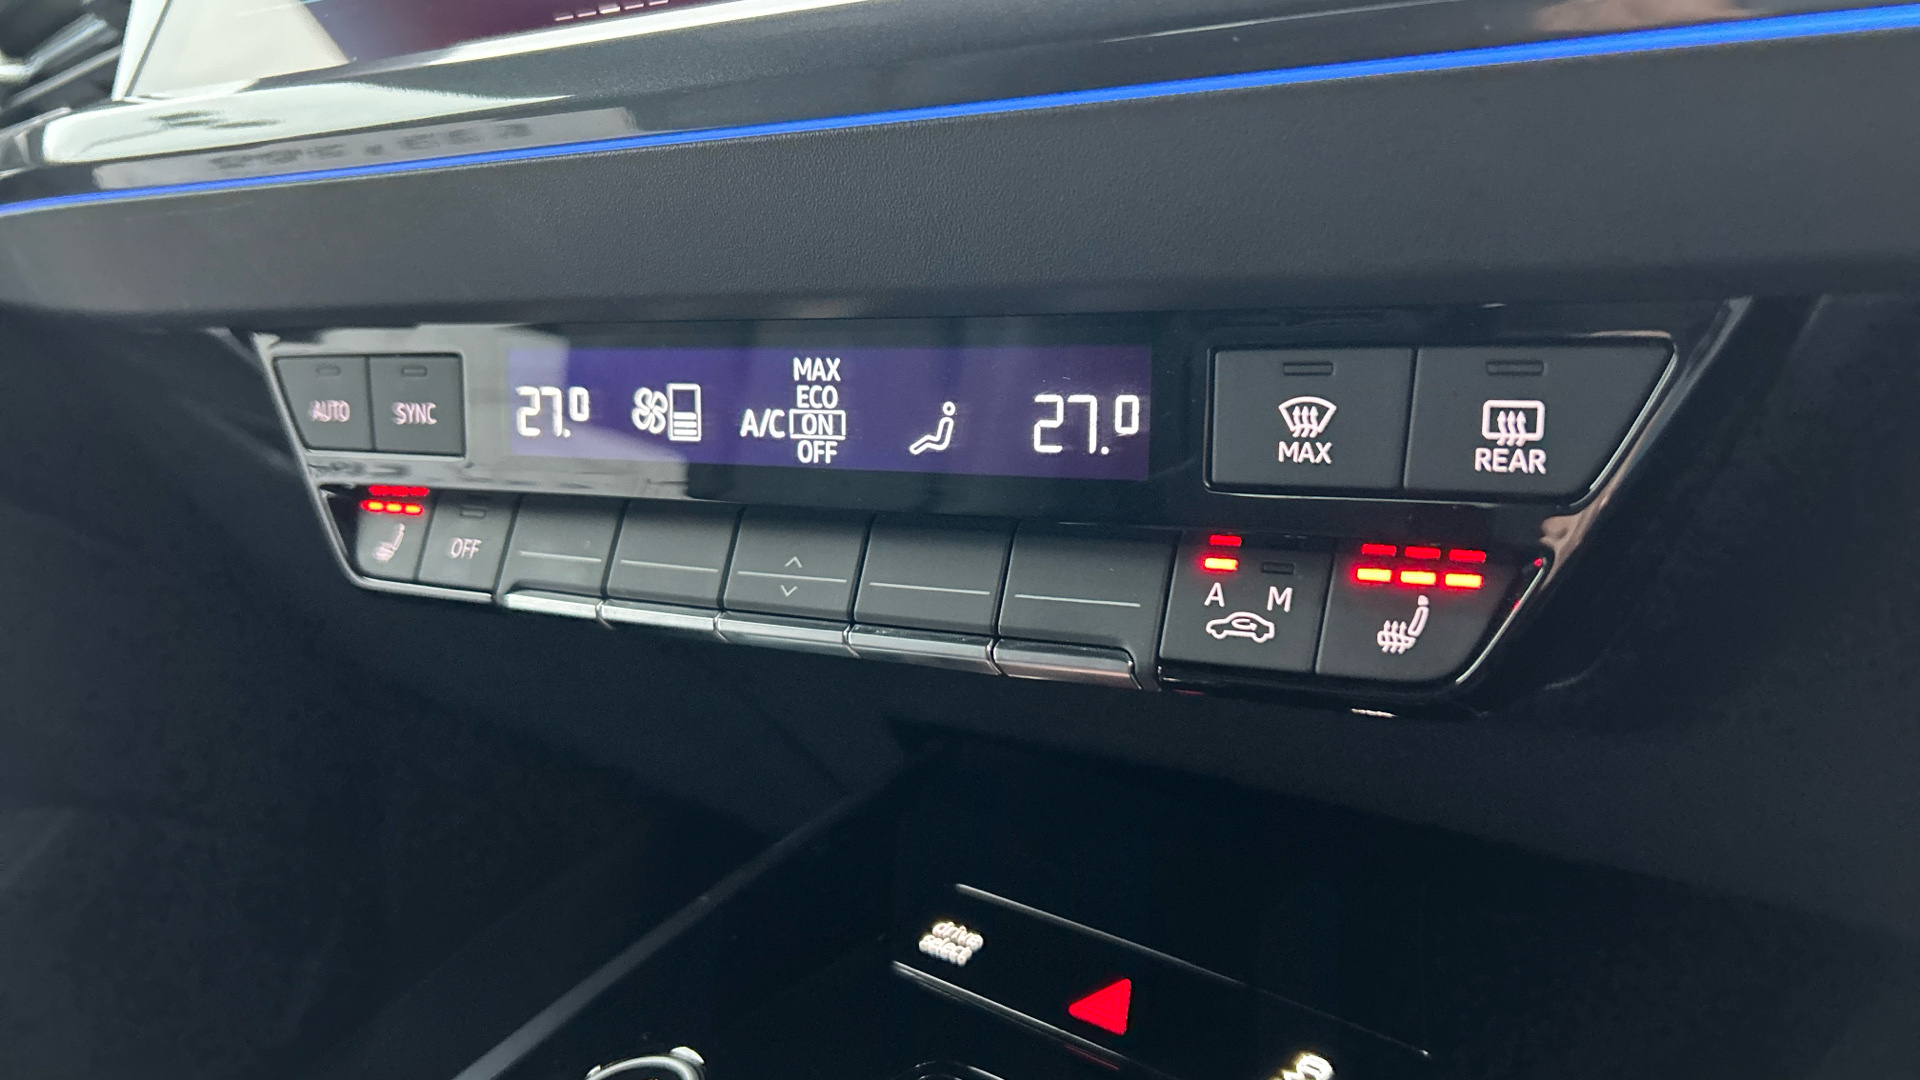 AUTO
SYNC
27.0
A/C
MAX
ECO
ON
OFF
27.0
MAX
REAR
OFF
A
M
drive
select